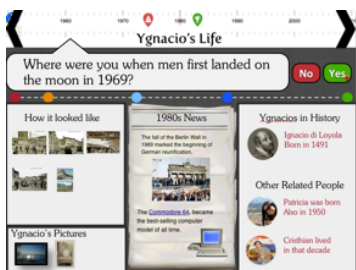 1960 1970 1980 1990 2000
Ygnacio's Life
Where were you when men first landed
on the moon in 1969?
No Yes
How it looked like
1980s News
The fall of the Berlin Wall in
1989 marked the beginning of
German reunification.
The Commodore 64, became
the best-selling computer
model of all time.
Ygnacios in History
Ignacio di Loyola
Born in 1491
Other Related People
Patricia was born
Also in 1950
Cristhian lived
in that decade
Ygnacio's Pictures